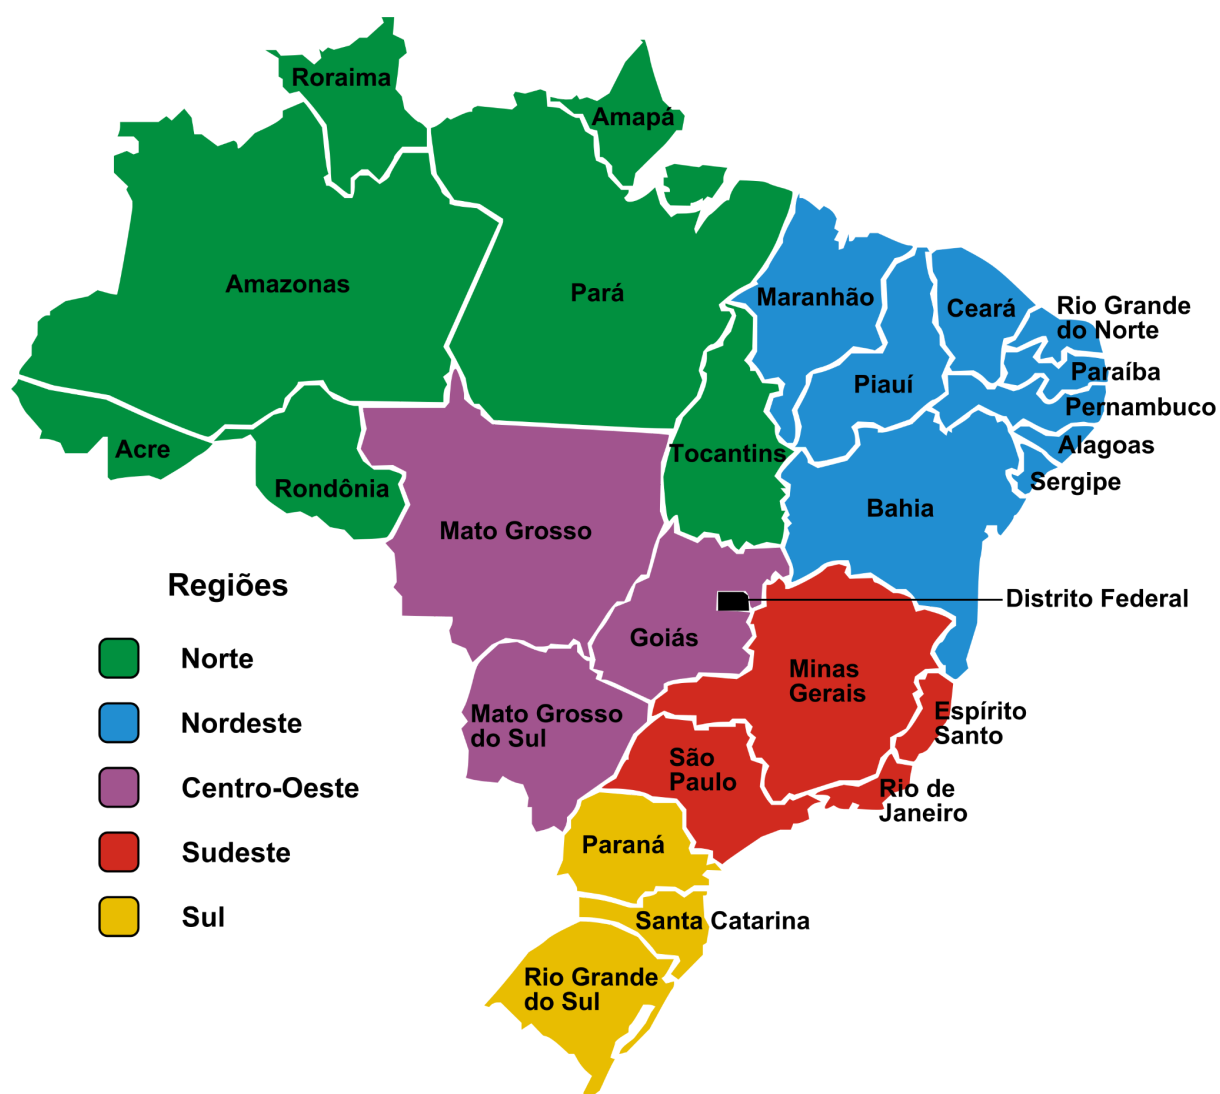 Roraima
Amapá
Amazonas
Pará
Maranhão
Ceará
Rio Grande
do Norte
Paraíba
Piauí
Pernambuco
Acre
Tocantins
Alagoas
Rondônia
Sergipe
Bahia
Mato Grosso
Regiões
Distrito Federal
Goiás
Norte
Minas
Gerais
Nordeste
Mato Grosso
do Sul
Espírito
Santo
São
Paulo
Centro-Oeste
Rio de
Janeiro
Sudeste
Paraná
Sul
Santa Catarina
Rio Grande
do Sul